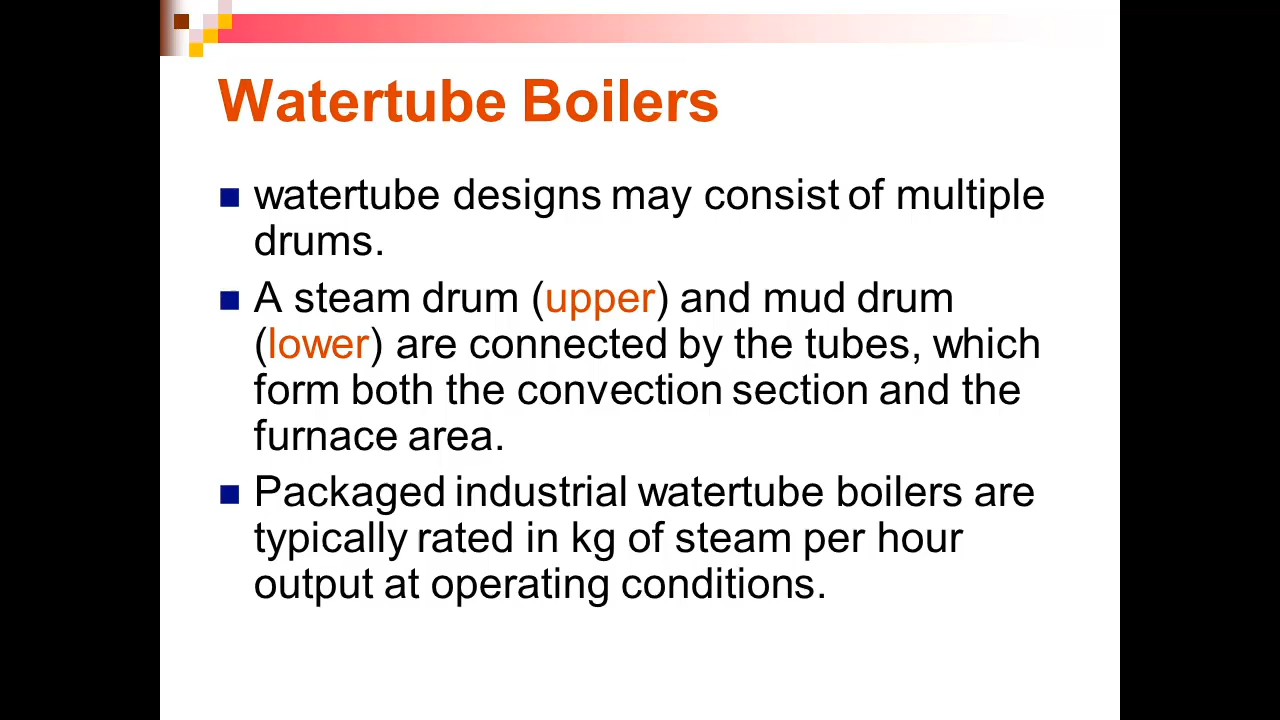 Watertube Boilers
watertube designs may consist of multiple
drums.
A steam drum (upper) and mud drum
(lower) are connected by the tubes, which
form both the convection section and the
furnace area.
Packaged industrial watertube boilers are
typically rated in kg of steam per hour
output at operating conditions.